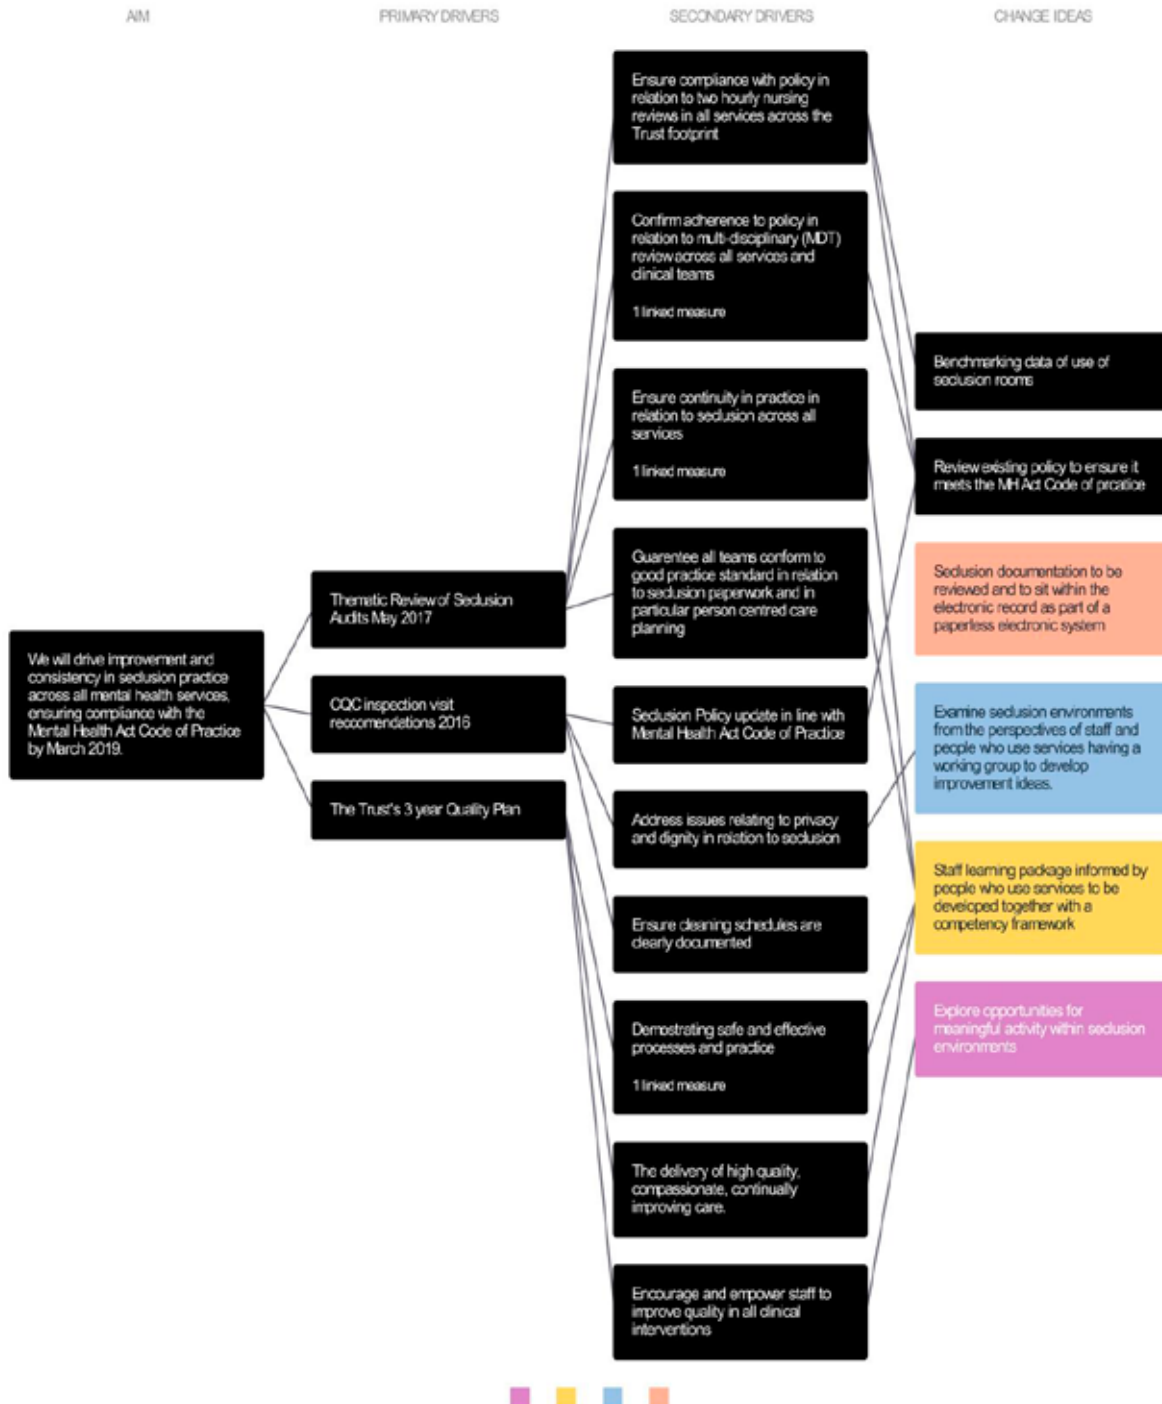 AIM
PRIMARY DRIVERS
SECONDARY DRIVERS
CHANGE IDEAS
We will drive improvement and
consistency in seclusion practice
across all mental health services,
ensuring compliance with the
Mental Health Act Code of Practice
by March 2019.
Thematic Review of Seclusion
Audits May 2017
CQC inspection visit
reccomendations 2016
The Trust's 3 year Quality Plan
Ensure compliance with policy in
relation to two hourly nursing
reviews in all services across the
Trust footprint
Confirm adherence to policy in
relation to multi-disciplinary (MDT)
review across all services and
clinical teams
1 linked measure
Ensure continuity in practice in
relation to seclusion across all
services
1 linked measure
Guarentee all teams conform to
good practice standard in relation
to seclusion paperwork and in
particular person centred care
planning
Seclusion Policy update in line with
Mental Health Act Code of Practice
Address issues relating to privacy
and dignity in relation to seclusion
Ensure cleaning schedules are
clearly documented
Demostrating safe and effective
processes and practice
1 linked measure
The delivery of high quality,
compassionate, continually
improving care.
Encourage and empower staff to
improve quality in all clinical
interventions
Benchmarking data of use of
seclusion rooms
Review existing policy to ensure it
meets the MH Act Code of prcatice
Seclusion documentation to be
reviewed and to sit within the
electronic record as part of a
paperless electronic system
Examine seclusion environments
from the perspectives of staff and
people who use services having a
working group to develop
improvement ideas.
Staff learning package informed by
people who use services to be
developed together with a
competency framework
Explore opportunities for
meaningful activity within seclusion
environments